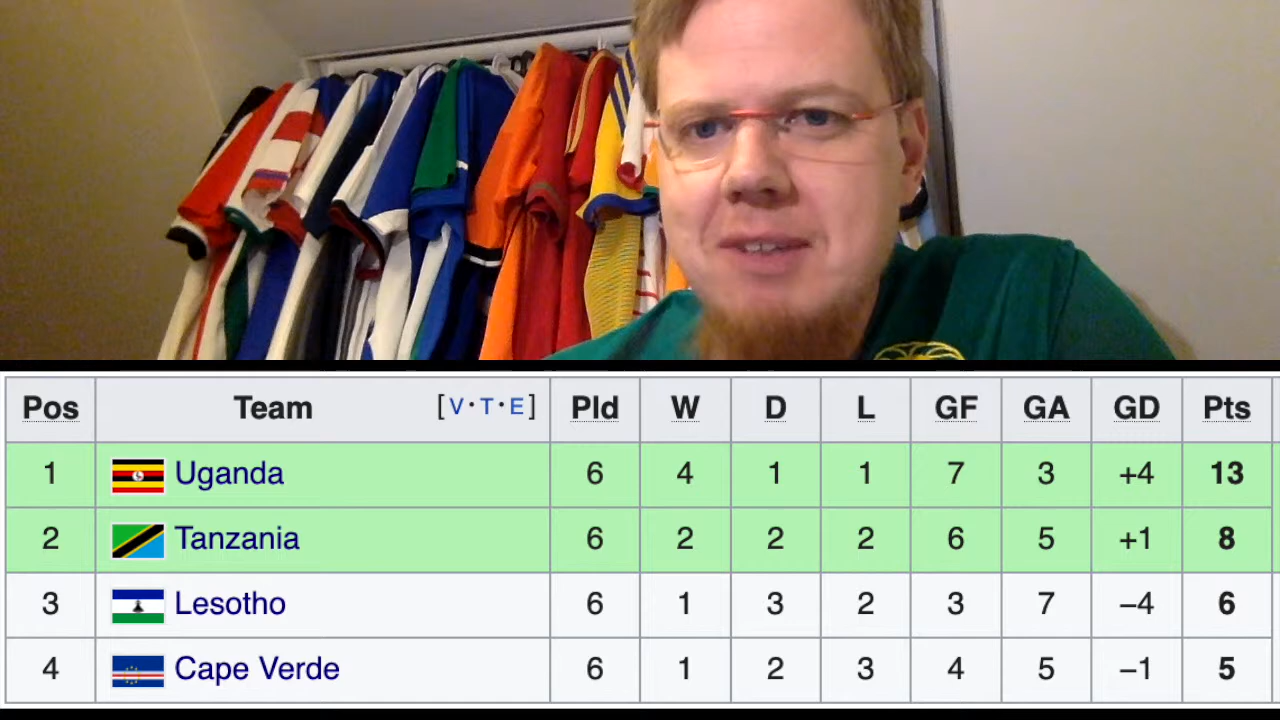 Pos Team [V·T·E] Pld W D L GF GA GD Pts
1 Uganda 6 4 1 1 7 3 +4 13
2 Tanzania 6 2 2 2 6 5 +1 8
3 Lesotho 6 1 3 2 3 7 −4 6
4 Cape Verde 6 1 2 3 4 5 −1 5